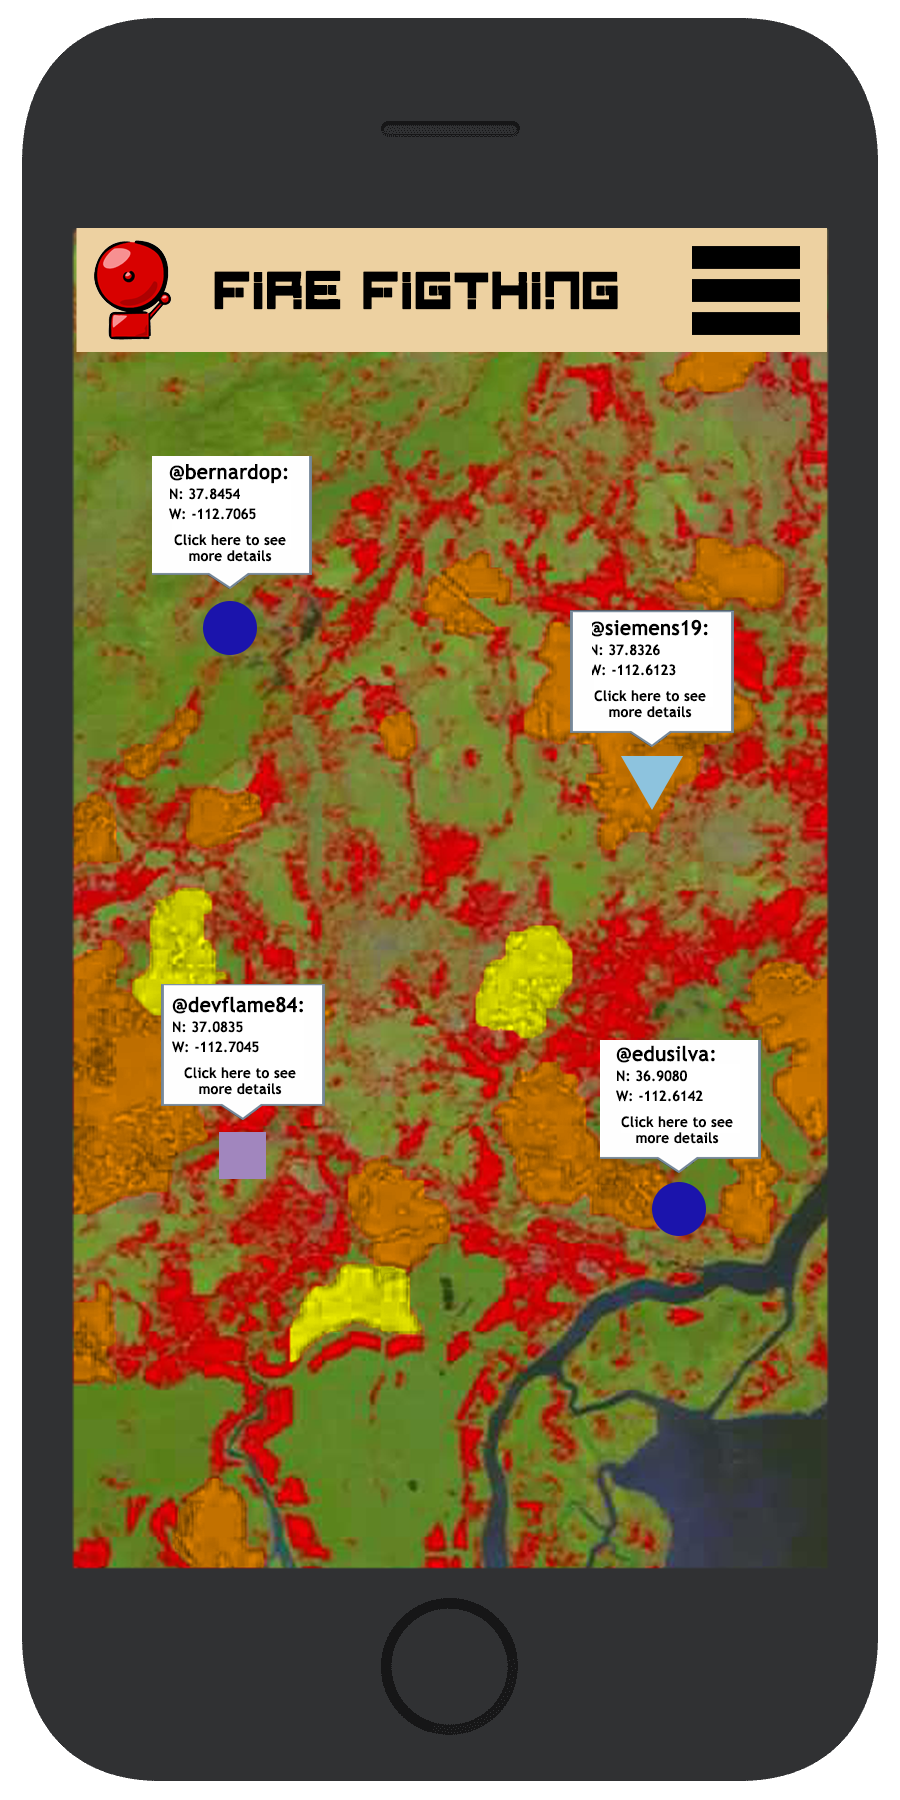 FIRE FIGTHING
@bernardop:
N: 37.8454
W: -112.7065
Click here to see
more details
@siemens19:
N: 37.8326
W: -112.6123
Click here to see
more details
@devflame84:
N: 37.0835
W: -112.7045
Click here to see
more details
@edusilva:
N: 36.9080
W: -112.6142
Click here to see
more details